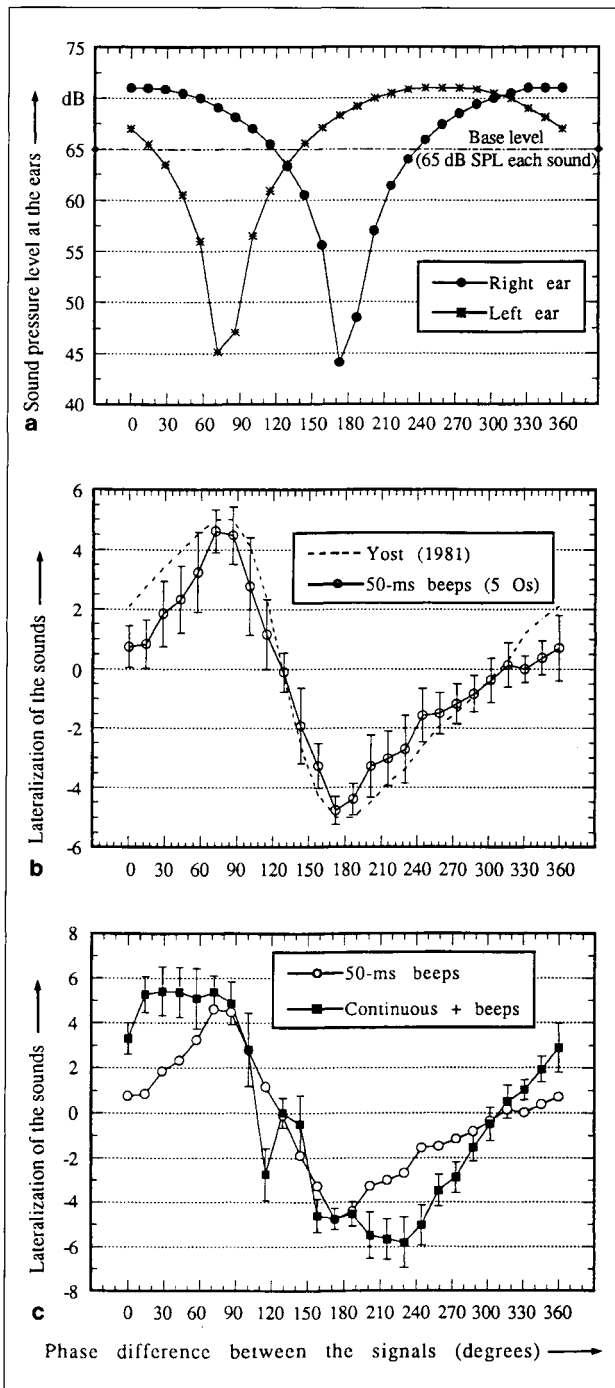 75
dB
65
60
55
50
45
40
Sound pressure level at the ears
Base level
(65 dB SPL each sound)
Right ear
Left ear
a
0 30 60 90 120 150 180 210 240 270 300 330 360
6
4
2
0
-2
-4
-6
Lateralization of the sounds
Yost (1981)
50-ms beeps (5 Os)
b
0 30 60 90 120 150 180 210 240 270 300 330 360
8
6
4
2
0
-2
-4
-6
-8
Lateralization of the sounds
50-ms beeps
Continuous + beeps
c
0 30 60 90 120 150 180 210 240 270 300 330 360
Phase difference between the signals (degrees)